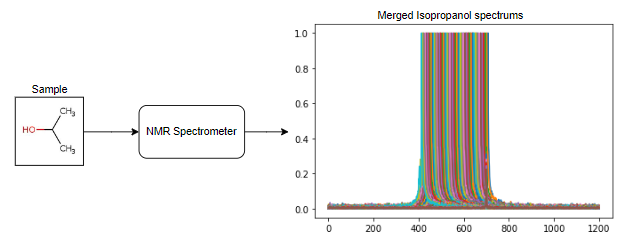 Merged Isopropanol spectrums
Sample
CH3
HO
CH3
NMR Spectrometer
1.0
0.8
0.6
0.4
0.2
0.0
0 200 400 600 800 1000 1200